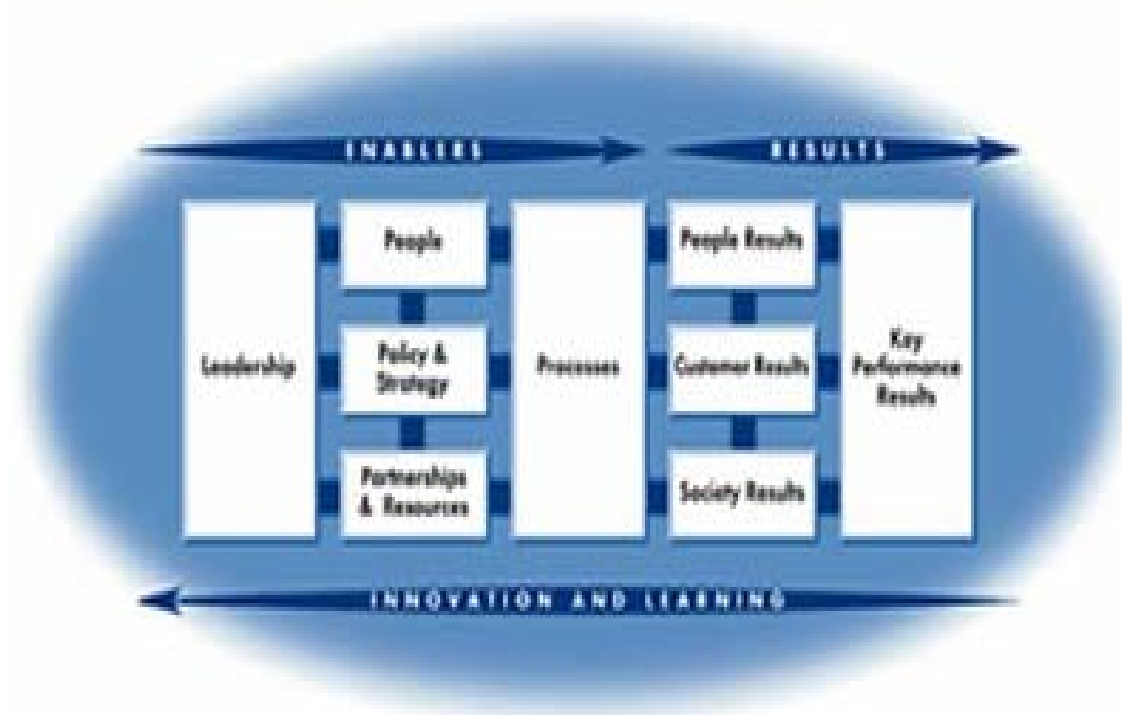 ENABLERS
RESULTS
Leadership
People
Policy &
Strategy
Partnerships
& Resources
Processes
People Results
Customer Results
Society Results
Key
Performance
Results
INNOVATION AND LEARNING